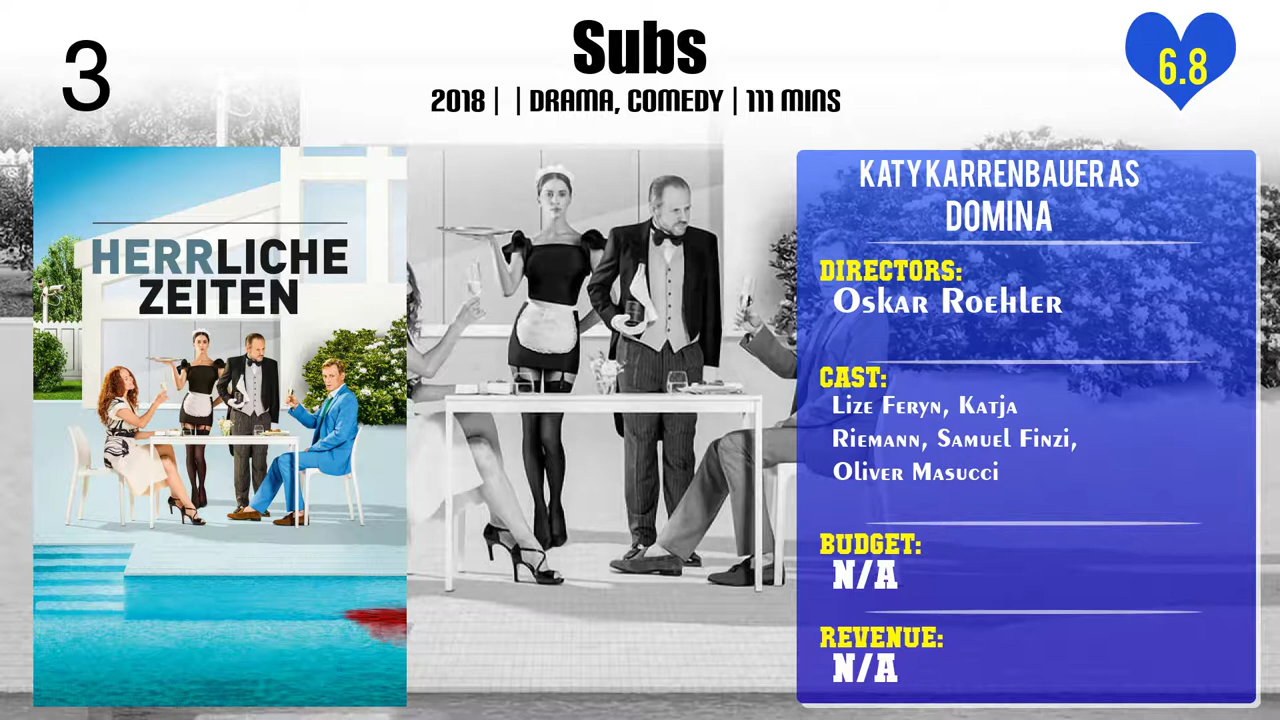 3
Subs
2018 | | DRAMA, COMEDY | 111 MINS
6.8
HERRLICHE
ZEITEN
KATY KARRENBAUER AS
DOMINA
DIRECTORS:
Oskar Roehler
CAST:
Lize Feryn, Katja
Riemann, Samuel Finzi,
Oliver Masucci
BUDGET:
N/A
REVENUE:
N/A